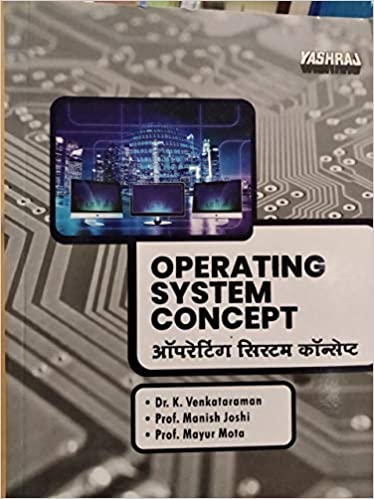 YASHRAJ
OPERATING
SYSTEM
CONCEPT
ऑपरेटिंग सिस्टम कॉन्सेप्ट
• Dr. K. Venkataraman
• Prof. Manish Joshi
• Prof. Mayur Mota